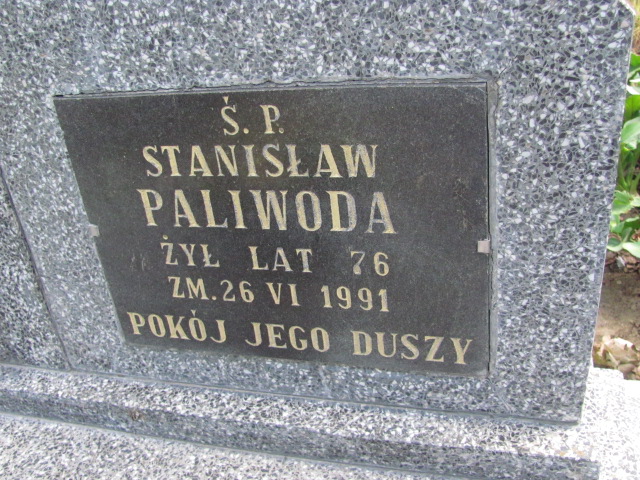 Ś. P.
STANISŁAW
PALIWODA
ŻYŁ LAT 76
ZM. 26 VI 1991
POKÓJ JEGO DUSZY